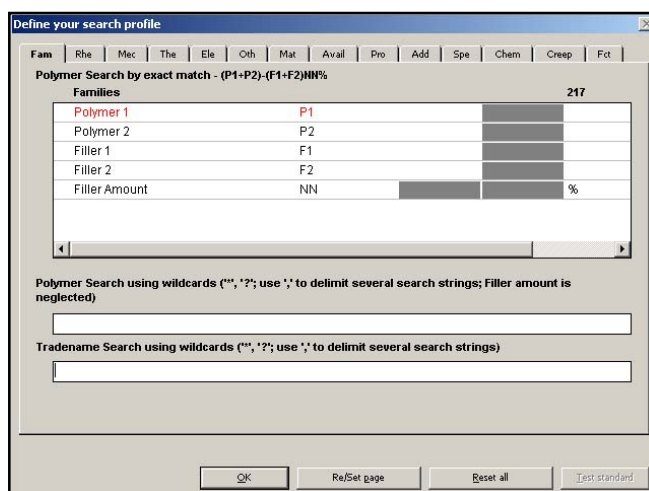 Define your search profile
Fam Rhe Mec The Ele Oth Mat Avail Pro Add Spe Chem Creep Fct
Polymer Search by exact match - (P1+P2)-(F1+F2)NN%
Families 217
Polymer 1 P1
Polymer 2 P2
Filler 1 F1
Filler 2 F2
Filler Amount NN %
Polymer Search using wildcards ('*', '?'; use ',' to delimit several search strings; Filler amount is
neglected)
Tradename Search using wildcards ('*', '?'; use ',' to delimit several search strings)
OK Re/Set page Reset all Test standard